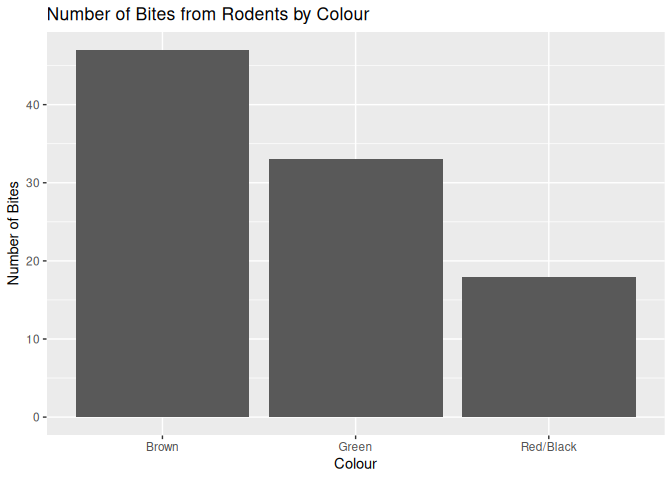 Number of Bites from Rodents by Colour
Number of Bites
40
30
20
10
0
Brown Green Red/Black
Colour